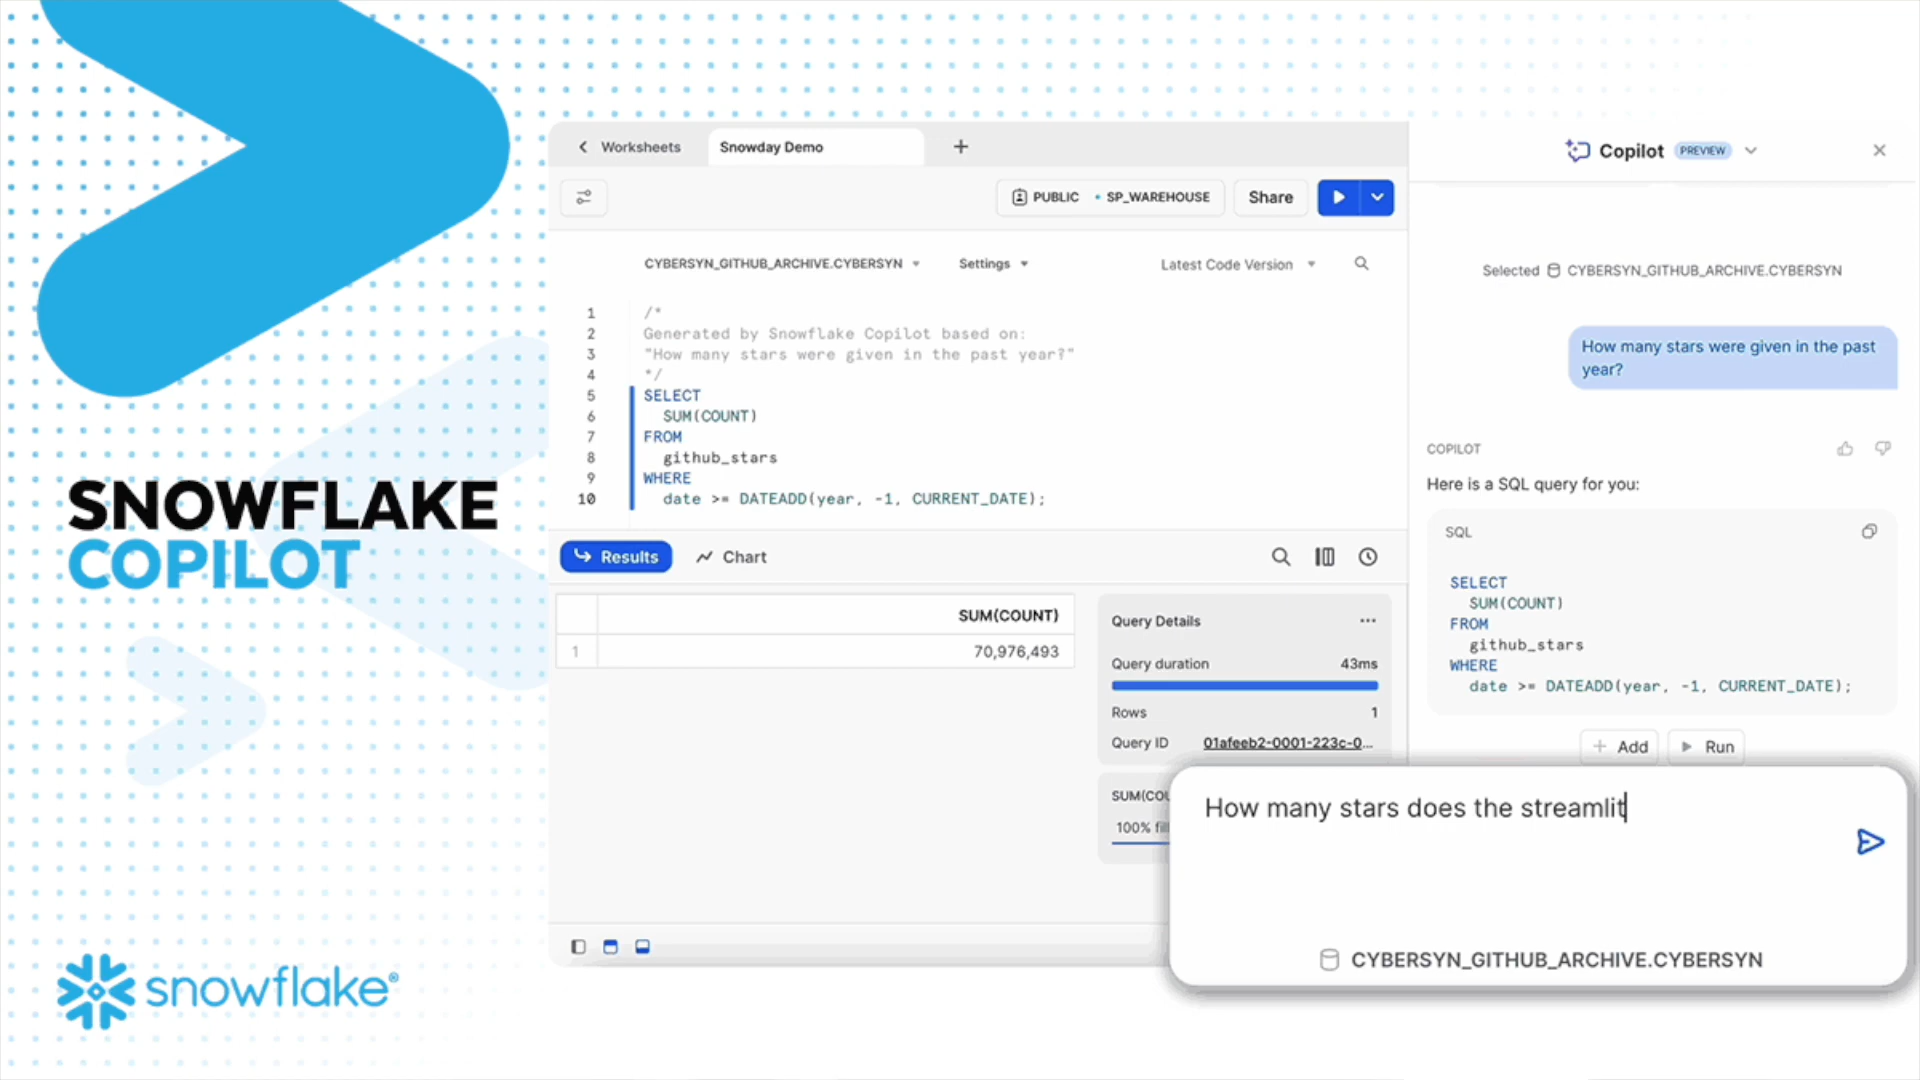 SNOWFLAKE
COPILOT
snowflake®
Worksheets
Snowday Demo
+
PUBLIC • SP_WAREHOUSE
Share
CYBERSYN_GITHUB_ARCHIVE.CYBERSYN
Settings
Latest Code Version
1 /*
2 Generated by Snowflake Copilot based on:
3 "How many stars were given in the past year?"
4 */
5 SELECT
6 SUM(COUNT)
7 FROM
8 github_stars
9 WHERE
10 date >= DATEADD(year, -1, CURRENT_DATE);
Results
Chart
SUM(COUNT)
1 70,976,493
Query Details ...
Query duration 43ms
Rows 1
Query ID 01afeeb2-0001-223c-0...
SUM(COU
100% fil
Copilot PREVIEW
Selected CYBERSYN_GITHUB_ARCHIVE.CYBERSYN
How many stars were given in the past
year?
COPILOT
Here is a SQL query for you:
SQL
SELECT
SUM(COUNT)
FROM
github_stars
WHERE
date >= DATEADD(year, -1, CURRENT_DATE);
+ Add
Run
How many stars does the streamlit
CYBERSYN_GITHUB_ARCHIVE.CYBERSYN